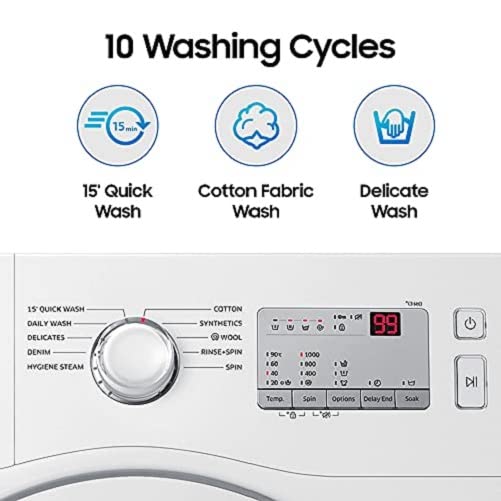 10 Washing Cycles
15min
15' Quick
Wash
Cotton Fabric
Wash
Delicate
Wash
15' QUICK WASH
DAILY WASH
DELICATES
DENIM
HYGIENE STEAM
COTTON
SYNTHETICS
WOOL
RINSE+SPIN
SPIN
99
90℃ 1000
60 800
40 400
20
Temp. Spin Options Delay End Soak